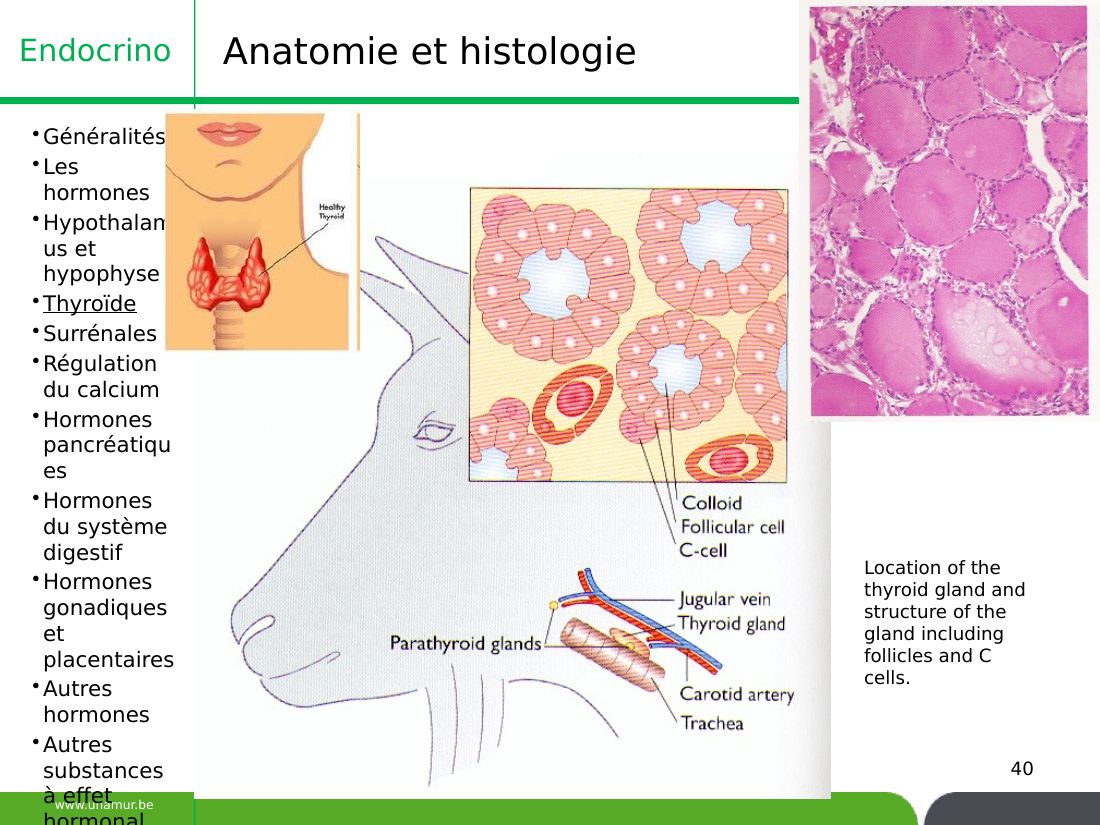 Endocrino
Anatomie et histologie
• Généralités
• Les
hormones
• Hypothalam
us et
hypophyse
• Thyroïde
• Surrénales
• Régulation
du calcium
• Hormones
pancréatiqu
es
• Hormones
du système
digestif
• Hormones
gonadiques
et
placentaires
• Autres
hormones
• Autres
substances
à effet
hormonal
Healthy
Thyroid
Colloid
Follicular cell
C-cell
Jugular vein
Thyroid gland
Parathyroid glands
Carotid artery
Trachea
Location of the
thyroid gland and
structure of the
gland including
follicles and C
cells.
40
www.unamur.be